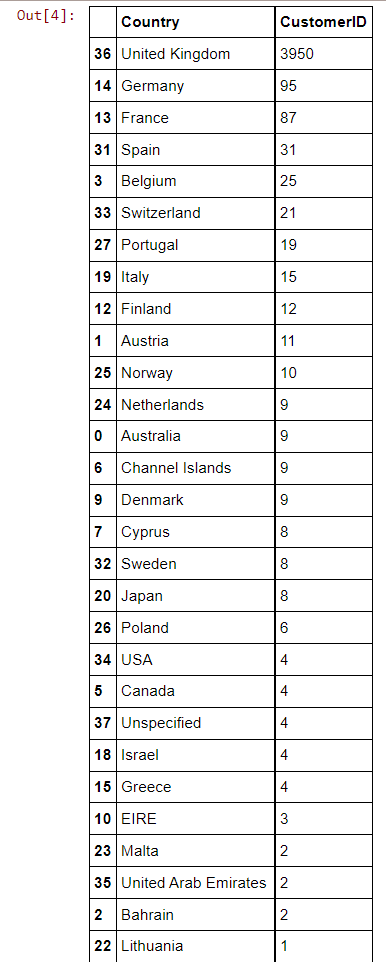 Out[4]:
Country CustomerID
36 United Kingdom 3950
14 Germany 95
13 France 87
31 Spain 31
3 Belgium 25
33 Switzerland 21
27 Portugal 19
19 Italy 15
12 Finland 12
1 Austria 11
25 Norway 10
24 Netherlands 9
0 Australia 9
6 Channel Islands 9
9 Denmark 9
7 Cyprus 8
32 Sweden 8
20 Japan 8
26 Poland 6
34 USA 4
5 Canada 4
37 Unspecified 4
18 Israel 4
15 Greece 4
10 EIRE 3
23 Malta 2
35 United Arab Emirates 2
2 Bahrain 2
22 Lithuania 1